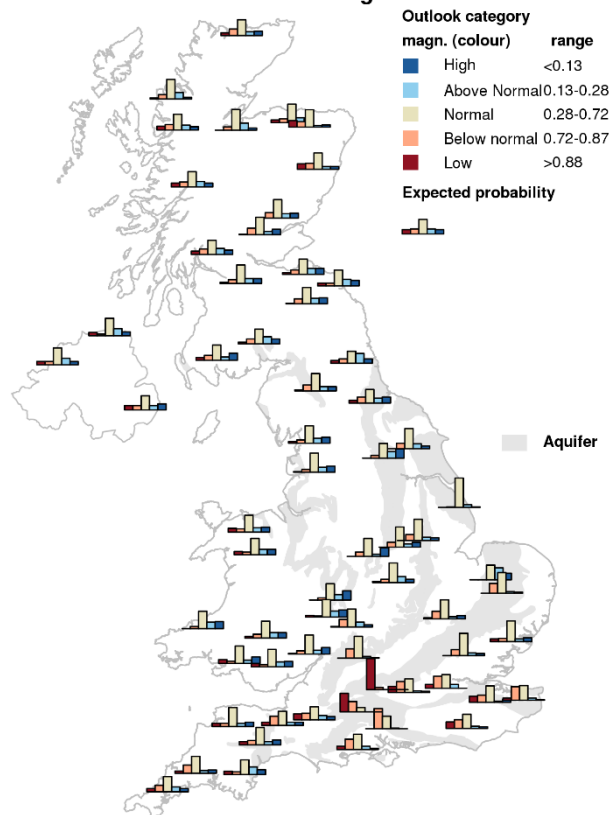 Outlook category
magn. (colour) range
High <0.13
Above Normal 0.13-0.28
Normal 0.28-0.72
Below normal 0.72-0.87
Low >0.88
Expected probability
Aquifer